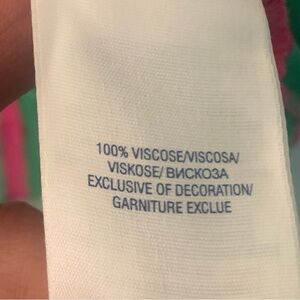 100% VISCOSE/VISCOSA/
VISKOSE/ ВИСКОЗА
EXCLUSIVE OF DECORATION/
GARNITURE EXCLUE